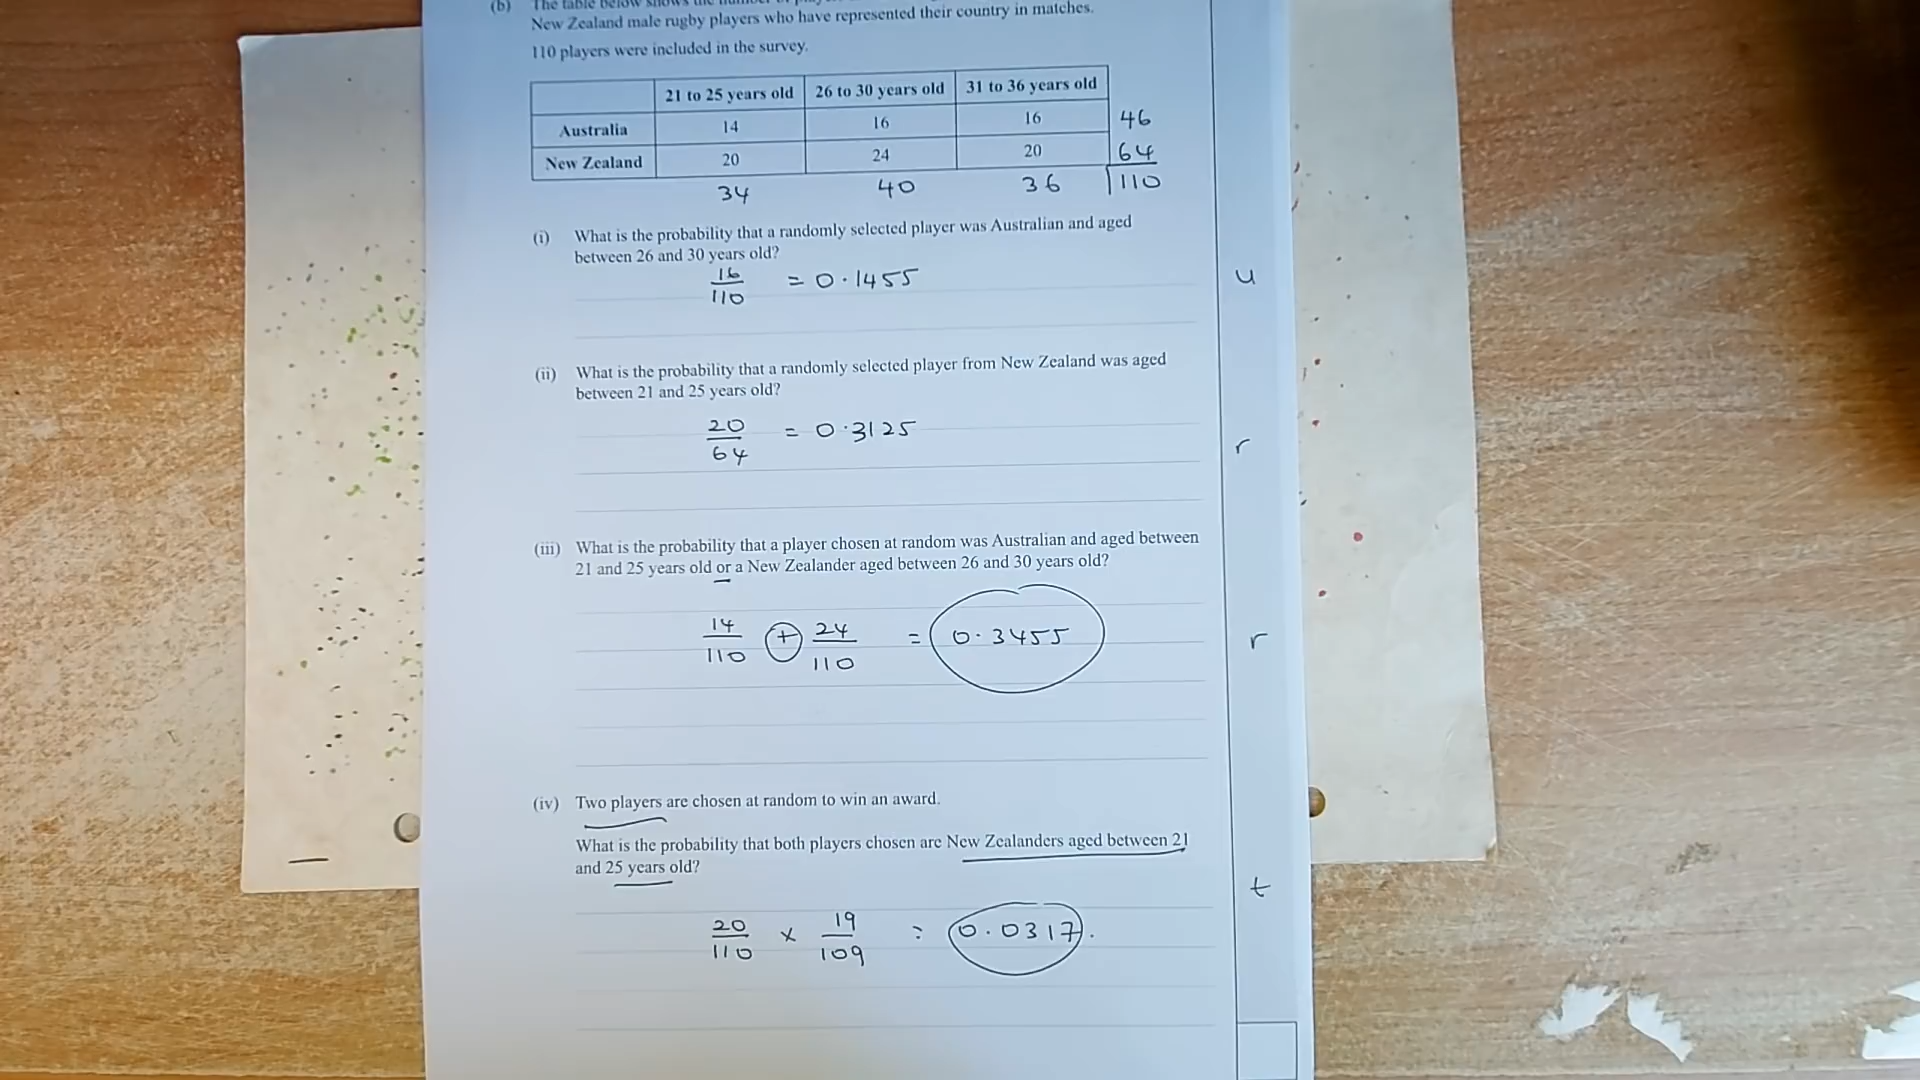 (b) The table below shows the number of
New Zealand male rugby players who have represented their country in matches.
110 players were included in the survey.
21 to 25 years old 26 to 30 years old 31 to 36 years old
Australia 14 16 16 46
New Zealand 20 24 20 64
34 40 36 110
(i) What is the probability that a randomly selected player was Australian and aged
between 26 and 30 years old?
16/110 = 0.1455
u
(ii) What is the probability that a randomly selected player from New Zealand was aged
between 21 and 25 years old?
20/64 = 0.3125
r
(iii) What is the probability that a player chosen at random was Australian and aged between
21 and 25 years old or a New Zealander aged between 26 and 30 years old?
14/110 + 24/110 = 0.3455
r
(iv) Two players are chosen at random to win an award.
What is the probability that both players chosen are New Zealanders aged between 21
and 25 years old?
t
20/110 × 19/109 = 0.0317.